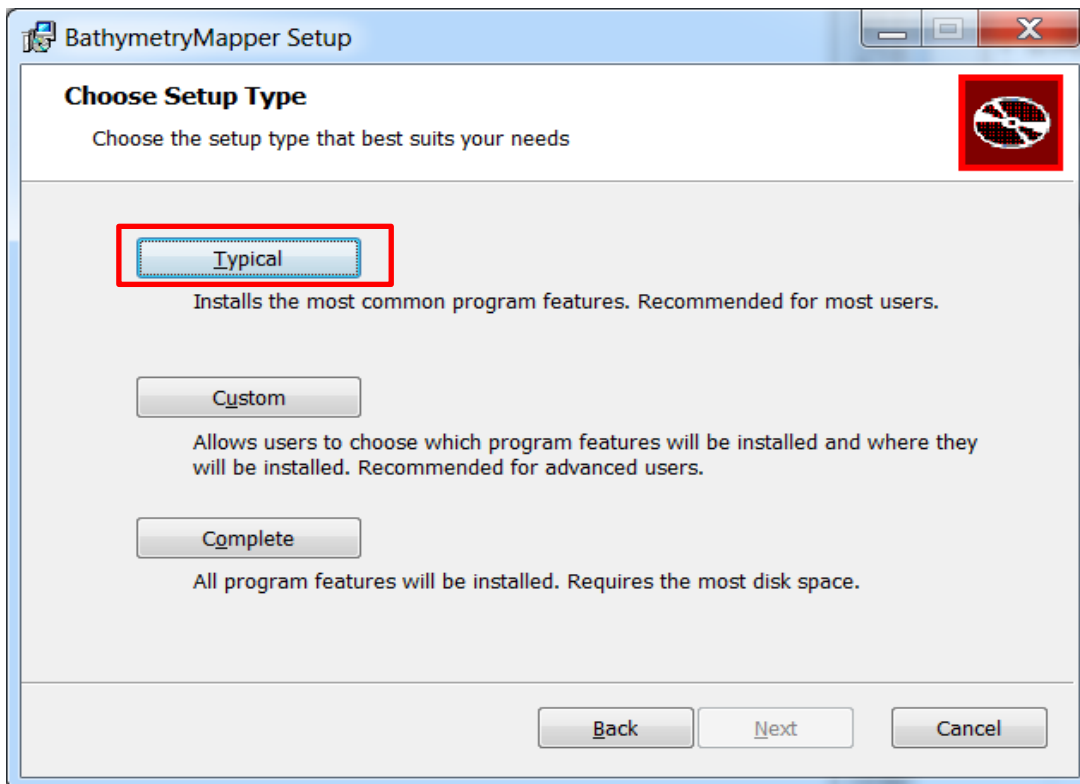 BathymetryMapper Setup
Choose Setup Type
Choose the setup type that best suits your needs
Typical
Installs the most common program features. Recommended for most users.
Custom
Allows users to choose which program features will be installed and where they
will be installed. Recommended for advanced users.
Complete
All program features will be installed. Requires the most disk space.
Back Next Cancel